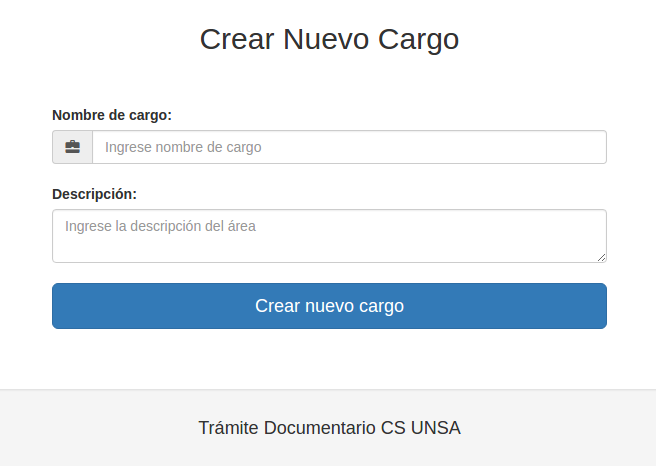 Crear Nuevo Cargo
Nombre de cargo:
Ingrese nombre de cargo
Descripción:
Ingrese la descripción del área
Crear nuevo cargo
Trámite Documentario CS UNSA